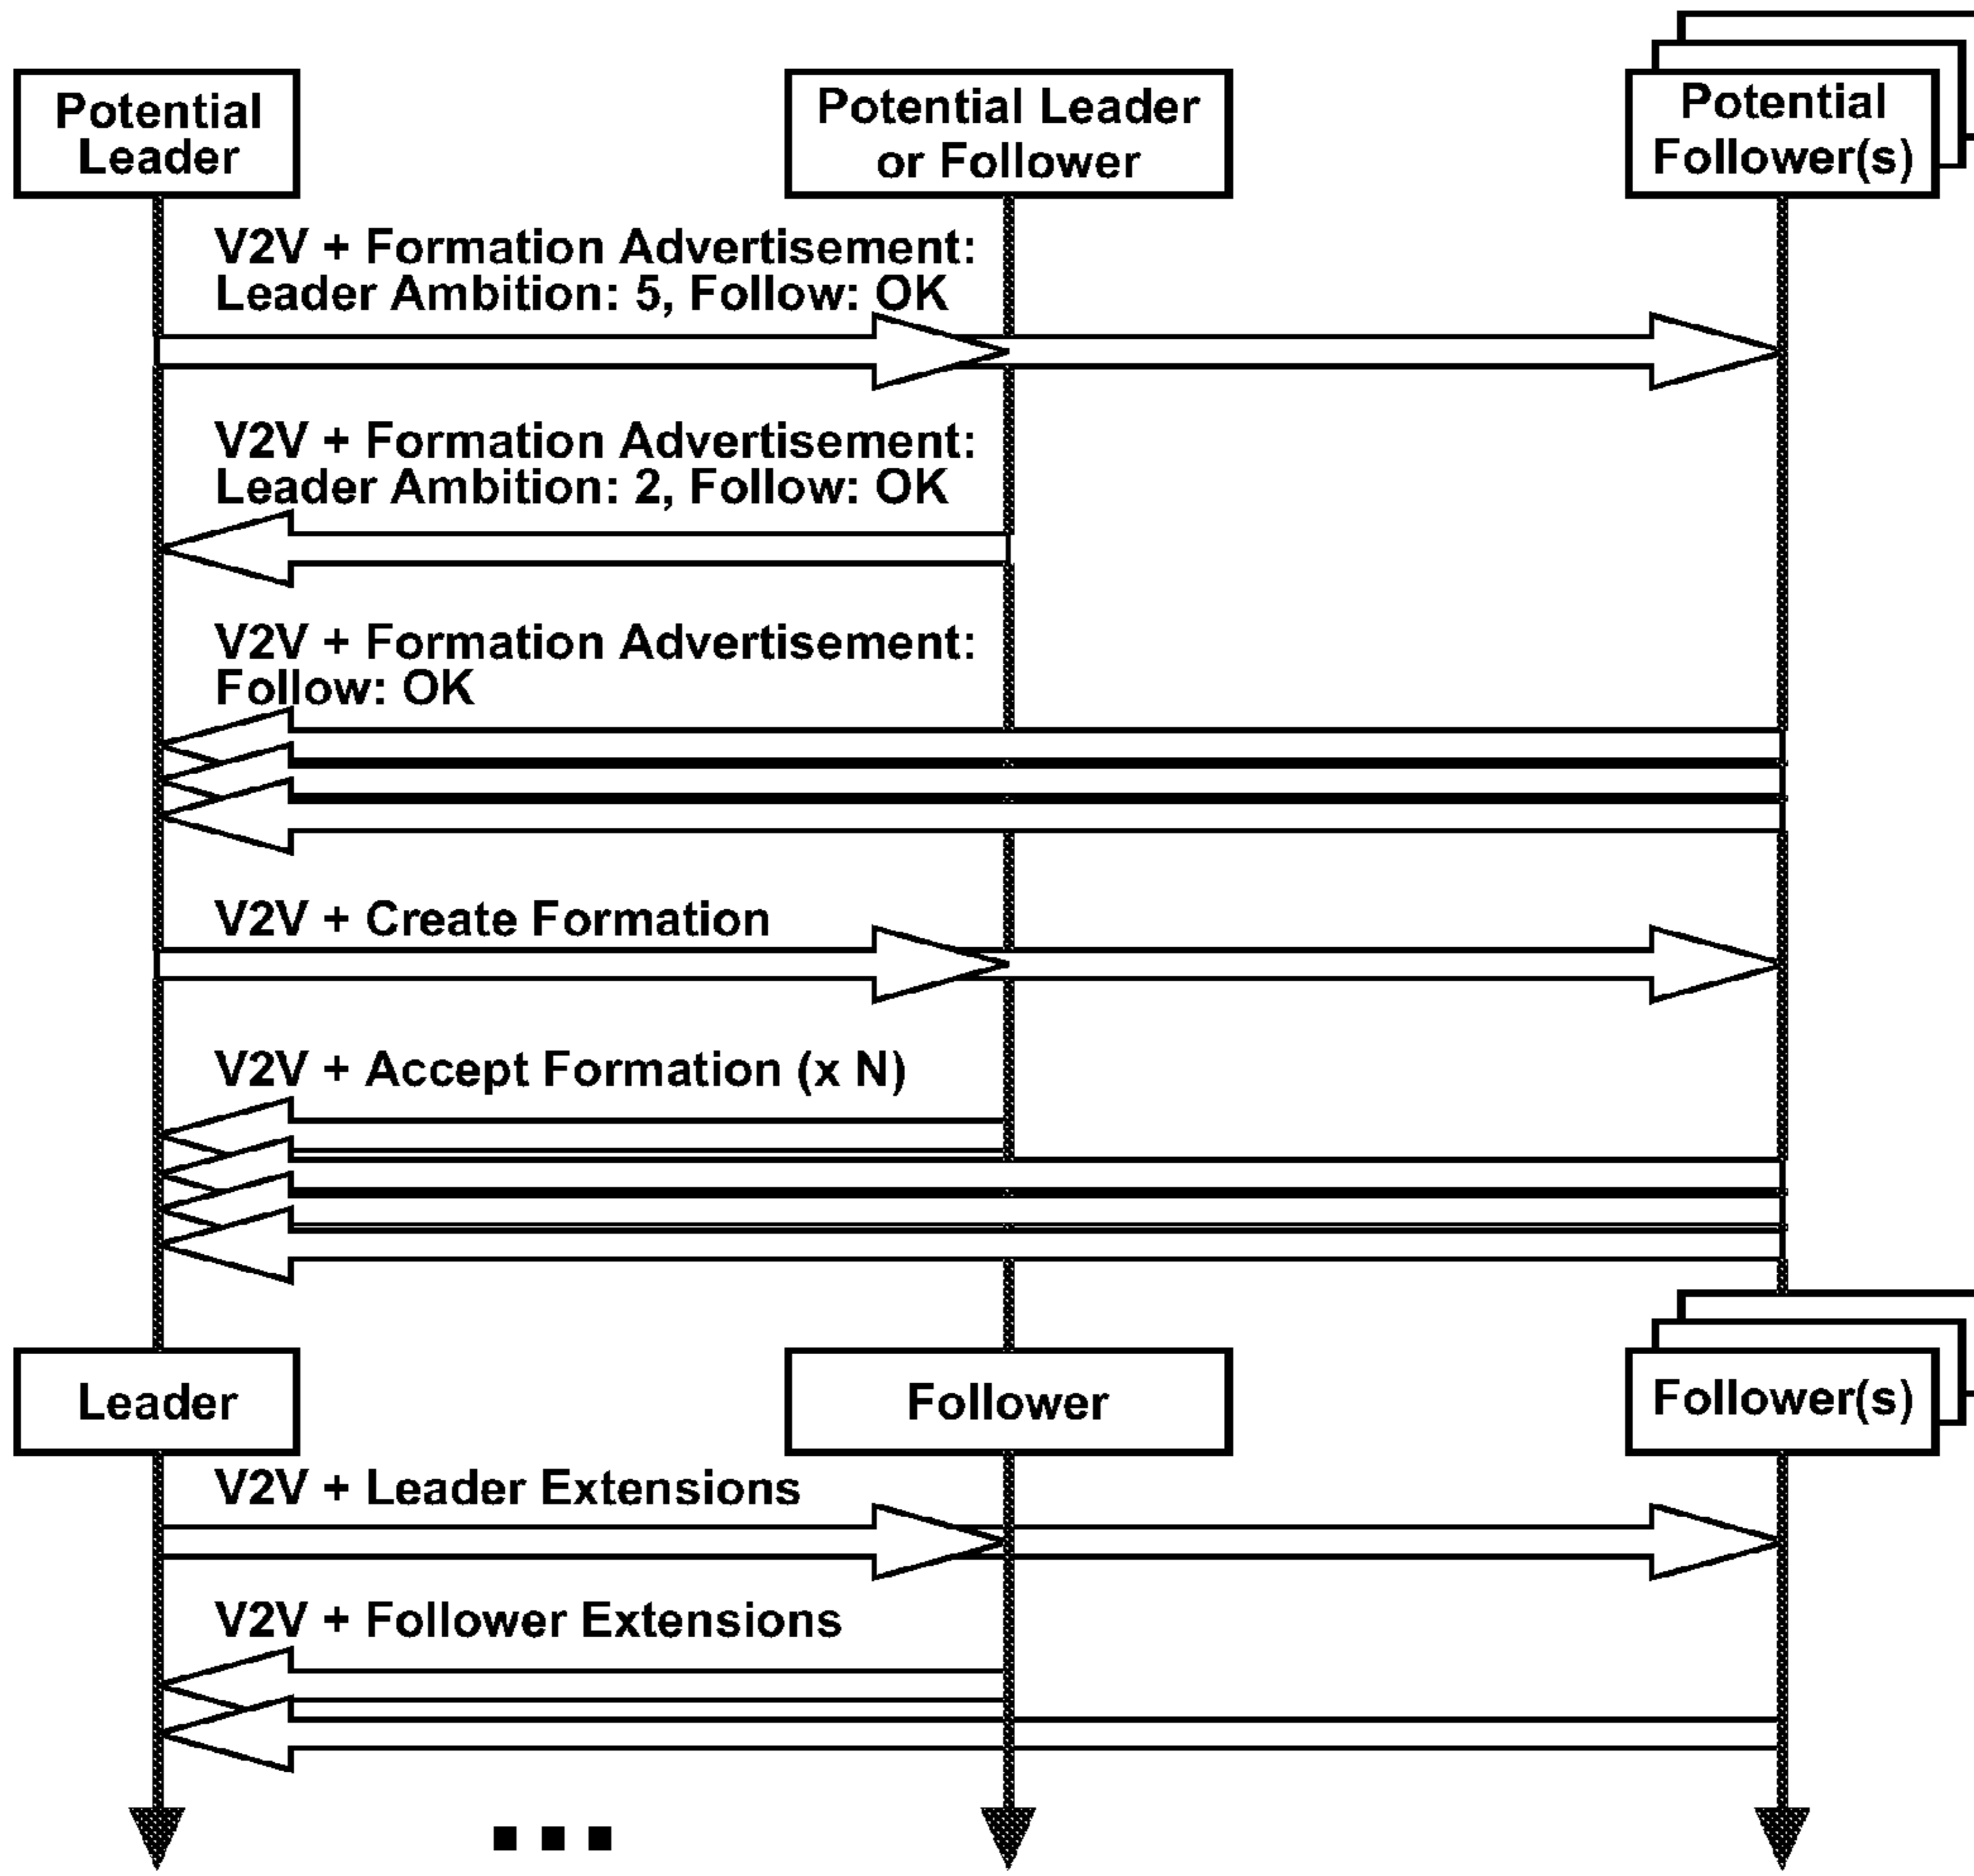 Potential
Leader
Potential Leader
or Follower
Potential
Follower(s)
V2V + Formation Advertisement:
Leader Ambition: 5, Follow: OK
V2V + Formation Advertisement:
Leader Ambition: 2, Follow: OK
V2V + Formation Advertisement:
Follow: OK
V2V + Create Formation
V2V + Accept Formation (x N)
Leader
Follower
Follower(s)
V2V + Leader Extensions
V2V + Follower Extensions